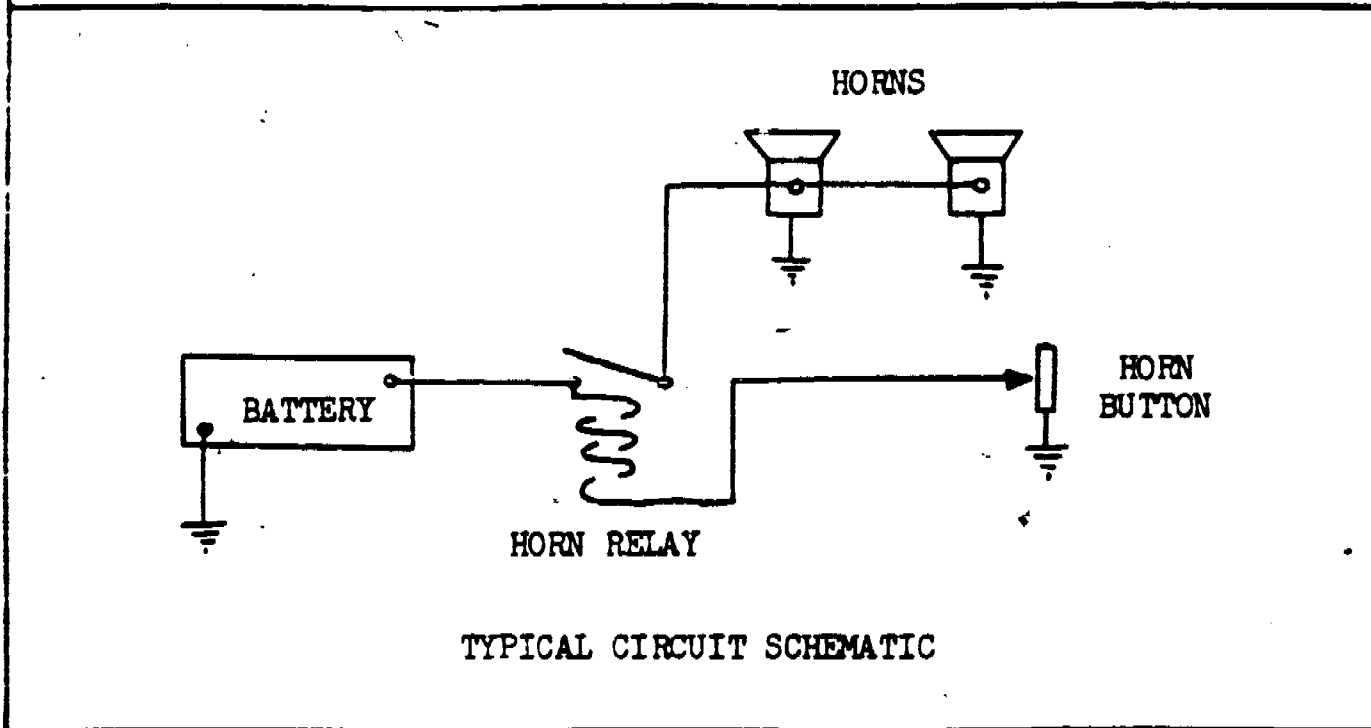 HORNS
BATTERY
HORN
BUTTON
HORN RELAY
TYPICAL CIRCUIT SCHEMATIC